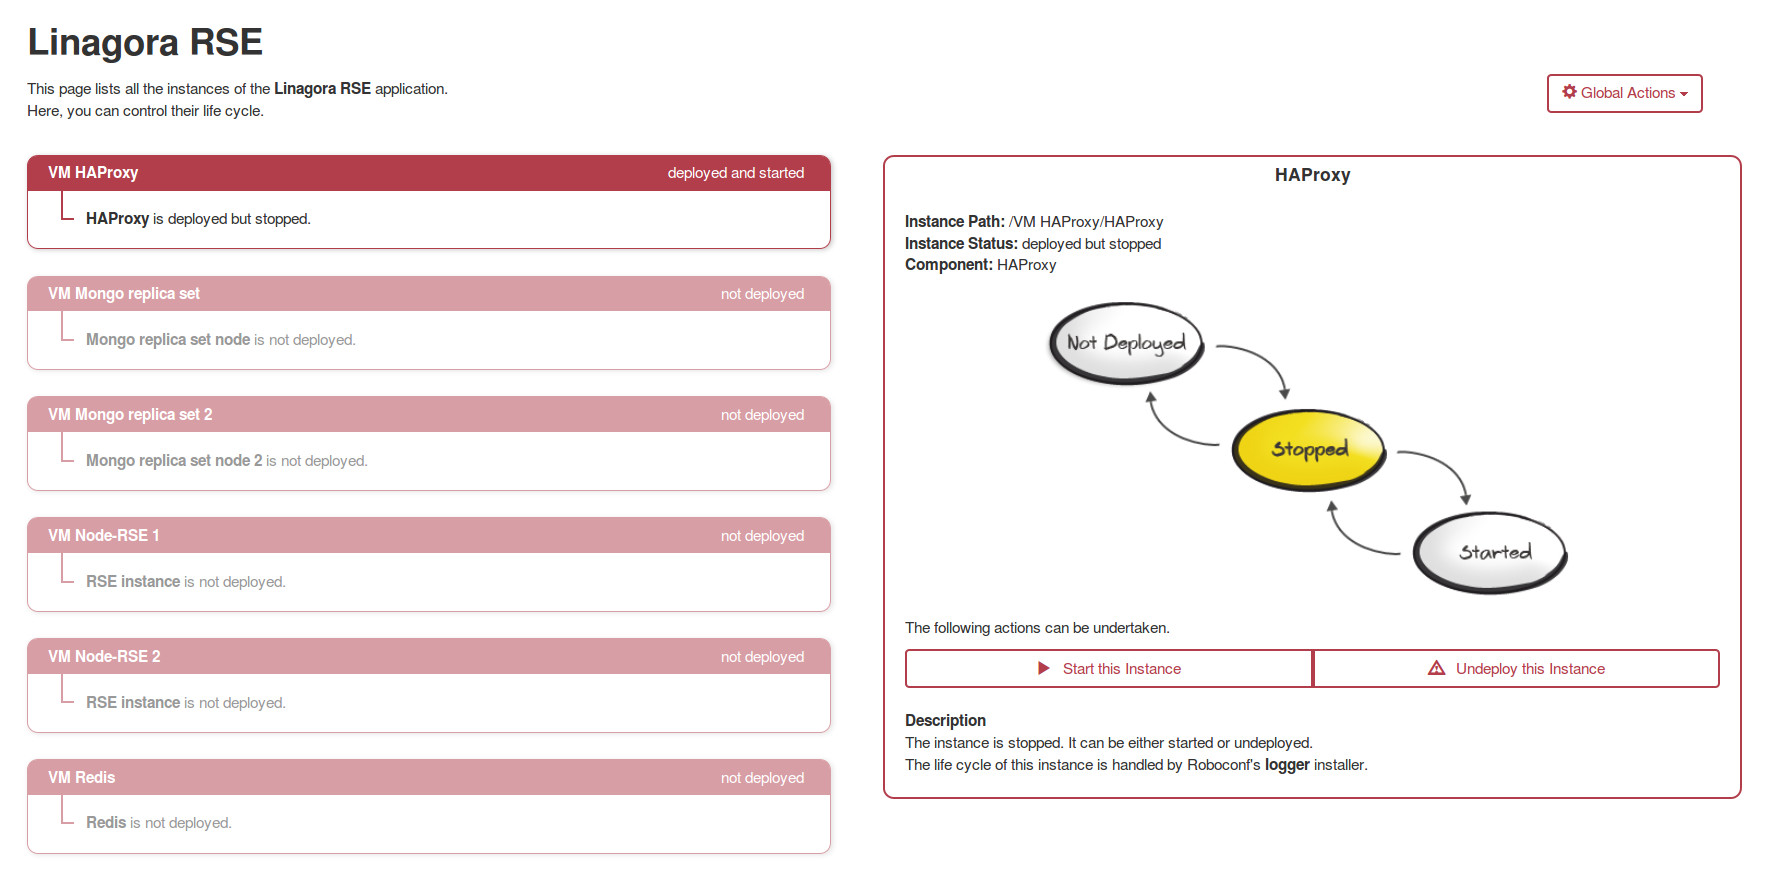 Linagora RSE
This page lists all the instances of the Linagora RSE application.
Here, you can control their life cycle.
Global Actions
VM HAProxy deployed and started
HAProxy is deployed but stopped.
VM Mongo replica set not deployed
Mongo replica set node is not deployed.
VM Mongo replica set 2 not deployed
Mongo replica set node 2 is not deployed.
VM Node-RSE 1 not deployed
RSE instance is not deployed.
VM Node-RSE 2 not deployed
RSE instance is not deployed.
VM Redis not deployed
Redis is not deployed.
HAProxy
Instance Path: /VM HAProxy/HAProxy
Instance Status: deployed but stopped
Component: HAProxy
Not Deployed
Stopped
Started
The following actions can be undertaken.
Start this Instance Undeploy this Instance
Description
The instance is stopped. It can be either started or undeployed.
The life cycle of this instance is handled by Roboconf's logger installer.